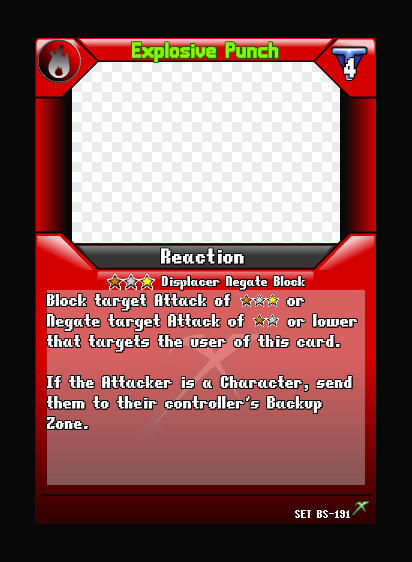 Explosive Punch
4
Reaction
Displacer Negate Block
Block target Attack of ★★★ or
Negate target Attack of ★★ or lower
that targets the user of this card.
If the Attacker is a Character, send
them to their controller's Backup
Zone.
SET BS-191